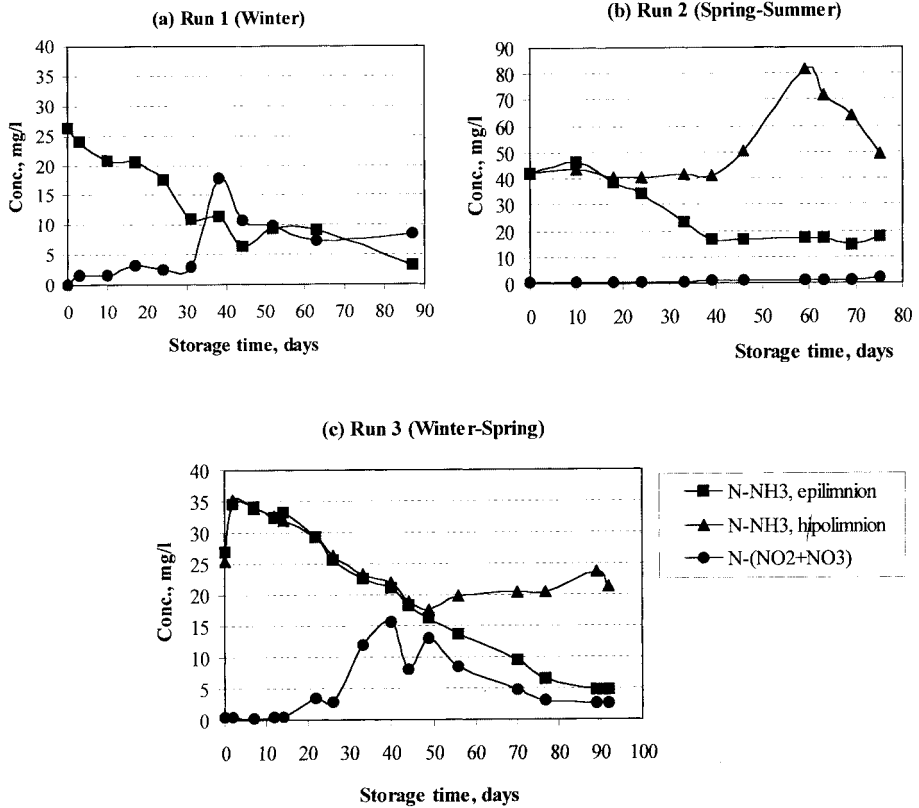 (a) Run 1 (Winter)
40
35
30
25
20
15
10
5
0
Conc., mg/l
0 10 20 30 40 50 60 70 80 90
Storage time, days
(b) Run 2 (Spring-Summer)
90
80
70
60
50
40
30
20
10
0
Conc., mg/l
0 10 20 30 40 50 60 70 80
Storage time, days
(c) Run 3 (Winter-Spring)
40
35
30
25
20
15
10
5
0
Conc., mg/l
0 10 20 30 40 50 60 70 80 90 100
Storage time, days
N-NH3, epilimnion
N-NH3, hipolimnion
N-(NO2+NO3)